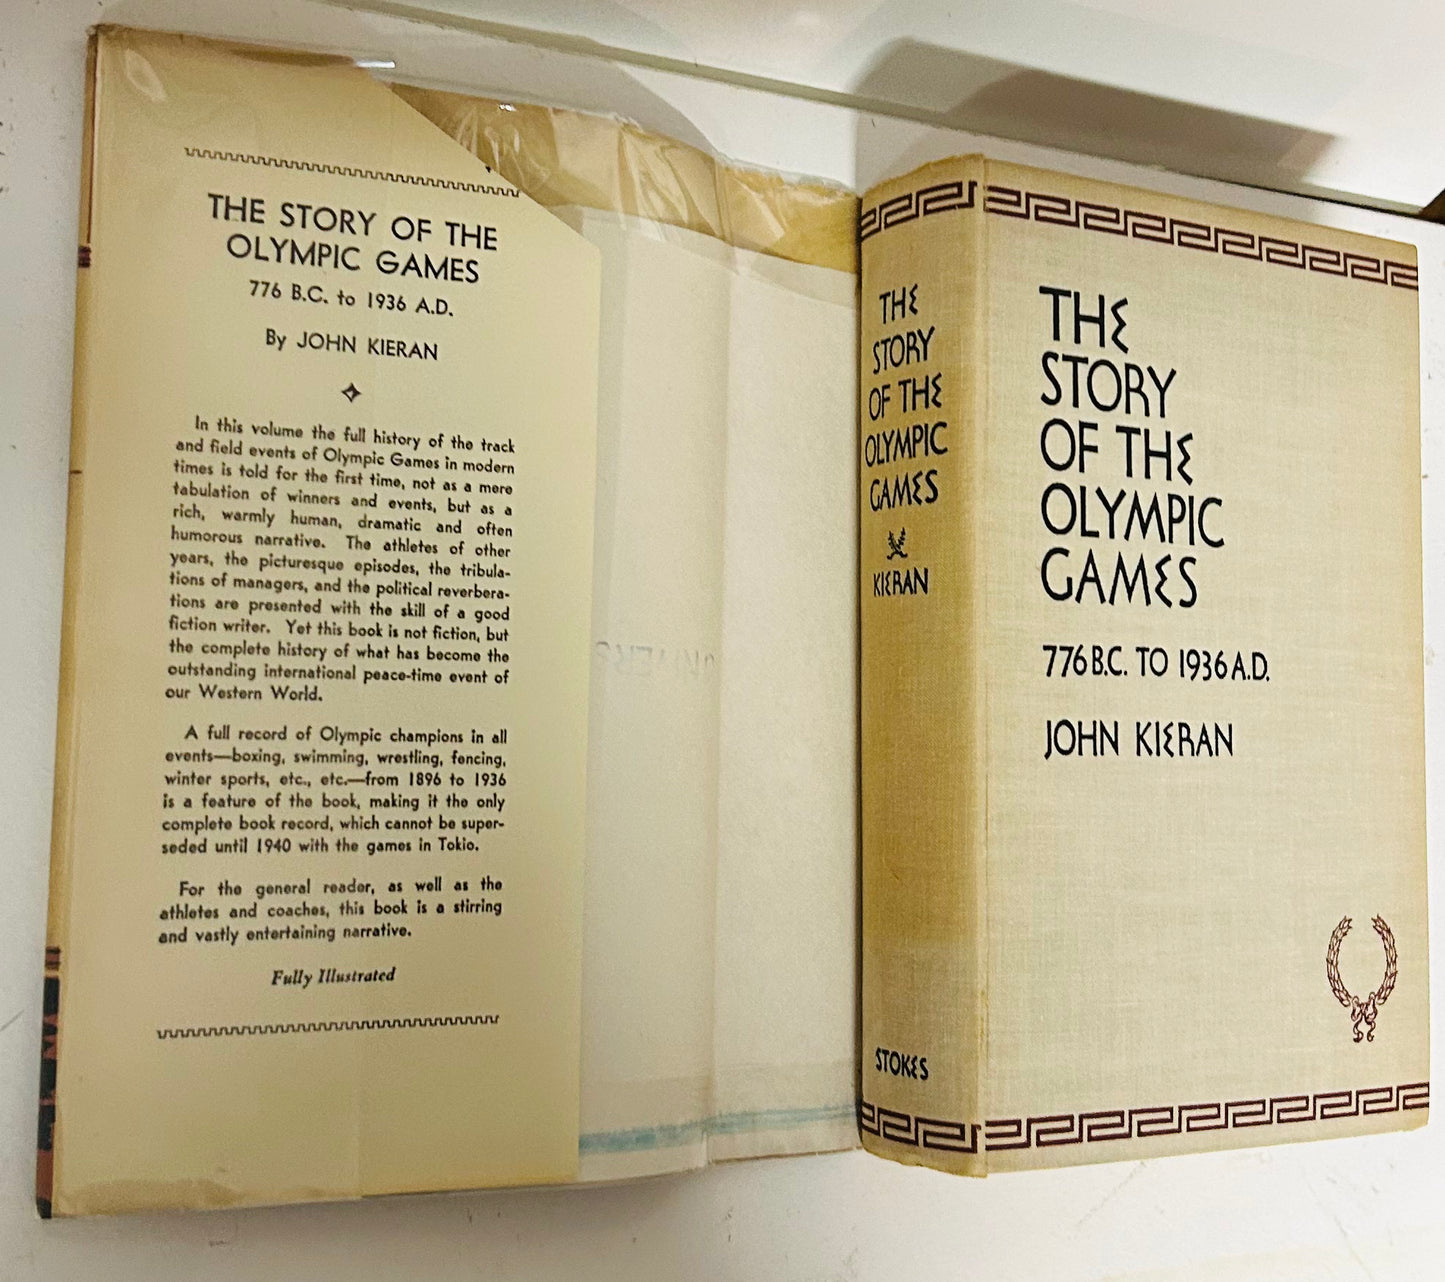 THE STORY OF THE
OLYMPIC GAMES
776 B.C. to 1936 A.D.
By JOHN KIERAN
In this volume the full history of the track
and field events of Olympic Games in modern
times is told for the first time, not as a mere
tabulation of winners and events, but as a
rich, warmly human, dramatic and often
humorous narrative. The athletes of other
years, the picturesque episodes, the tribula-
tions of managers, and the political reverbera-
tions are presented with the skill of a good
fiction writer. Yet this book is not fiction, but
the complete history of what has become the
outstanding international peace-time event of
our Western World.
A full record of Olympic champions in all
events—boxing, swimming, wrestling, fencing,
winter sports, etc., etc.—from 1896 to 1936
is a feature of the book, making it the only
complete book record, which cannot be super-
seded until 1940 with the games in Tokio.
For the general reader, as well as the
athletes and coaches, this book is a stirring
and vastly entertaining narrative.
Fully Illustrated
THE
STORY
OF THE
OLYMPIC
GAMES
KIERAN
STOKES
THE
STORY
OF THE
OLYMPIC
GAMES
776 B.C. TO 1936 A.D.
JOHN KIERAN